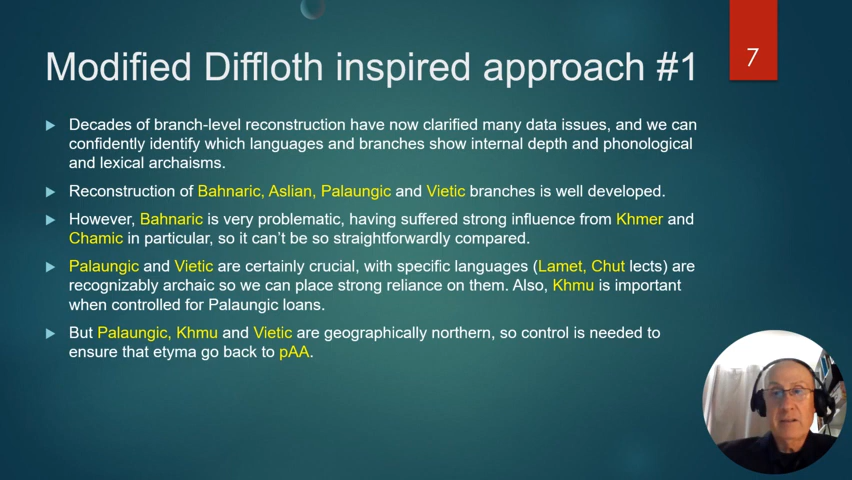 Modified Diffloth inspired approach #1
7
Decades of branch-level reconstruction have now clarified many data issues, and we can
confidently identify which languages and branches show internal depth and phonological
and lexical archaisms.
Reconstruction of Bahnaric, Aslian, Palaungic and Vietic branches is well developed.
However, Bahnaric is very problematic, having suffered strong influence from Khmer and
Chamic in particular, so it can’t be so straightforwardly compared.
Palaungic and Vietic are certainly crucial, with specific languages (Lamet, Chut lects) are
recognizably archaic so we can place strong reliance on them. Also, Khmu is important
when controlled for Palaungic loans.
But Palaungic, Khmu and Vietic are geographically northern, so control is needed to
ensure that etyma go back to pAA.